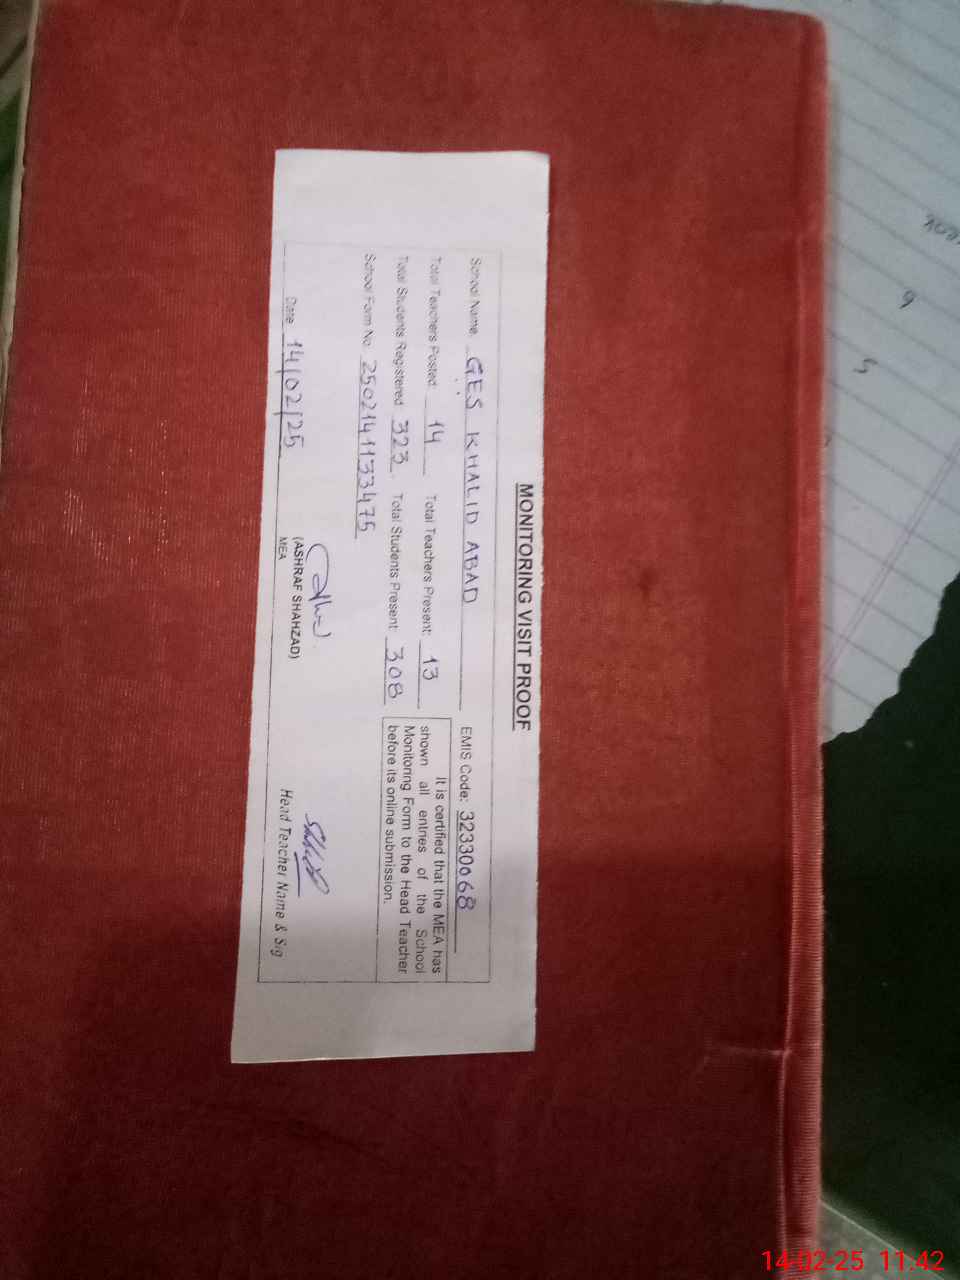 MONITORING VISIT PROOF
School Name: GES KHALID ABAD EMIS Code: 32330068
Total Teachers Posted: 14 Total Teachers Present: 13
Total Students Registered 323 Total Students Present: 308
School Form No. 2502141133475
It is certified that the MEA has
shown all entries of the School
Monitoring Form to the Head Teacher
before its online submission.
Date 14/02/25
(ASHRAF SHAHZAD)
MEA
Head Teacher Name & Sig
9
5
14-02-25 11.42